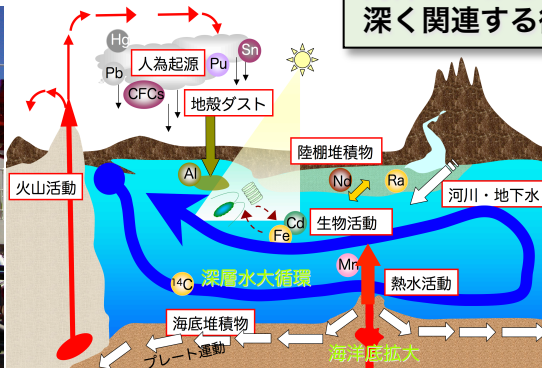 深く関連する
Hg
人為起源
Pu
Sn
Pb
CFCs
地殻ダスト
陸棚堆積物
Al
Nd
Ra
火山活動
河川・地下水
Cd
生物活動
Fe
Mn
14C
深層水大循環
熱水活動
海底堆積物
プレート運動
海洋底拡大